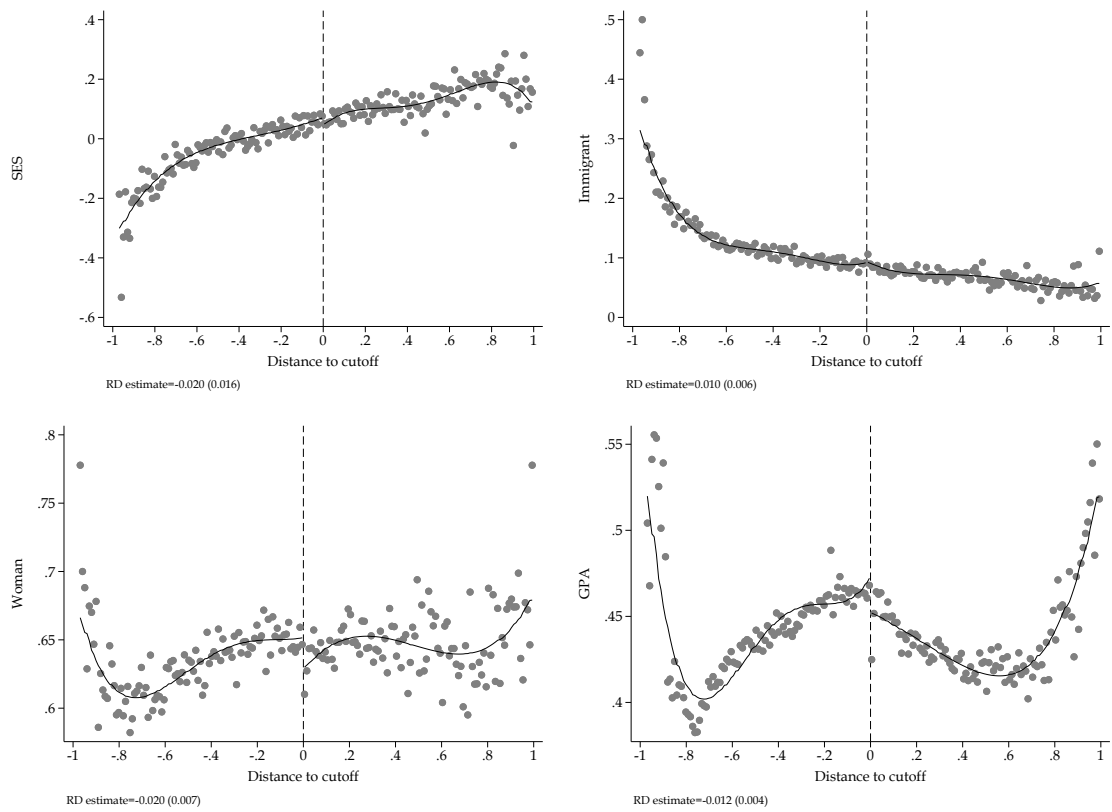 .4
.2
0
-.2
-.4
-.6
SES
-1 -.8 -.6 -.4 -.2 0 .2 .4 .6 .8 1
Distance to cutoff
RD estimate=-0.020 (0.016)
.5
.4
.3
.2
.1
0
Immigrant
-1 -.8 -.6 -.4 -.2 0 .2 .4 .6 .8 1
Distance to cutoff
RD estimate=0.010 (0.006)
.8
.75
.7
.65
.6
Woman
-1 -.8 -.6 -.4 -.2 0 .2 .4 .6 .8 1
Distance to cutoff
RD estimate=-0.020 (0.007)
.55
.5
.45
.4
GPA
-1 -.8 -.6 -.4 -.2 0 .2 .4 .6 .8 1
Distance to cutoff
RD estimate=-0.012 (0.004)